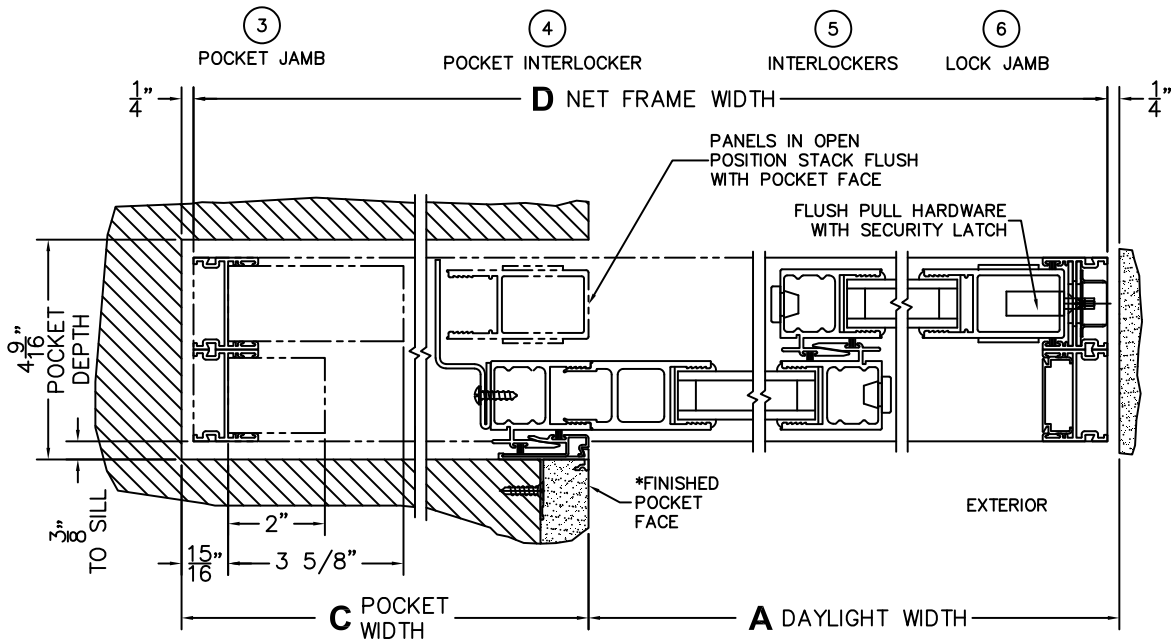 3
POCKET JAMB
4
POCKET INTERLOCKER
5
INTERLOCKERS
6
LOCK JAMB
1/4"
D NET FRAME WIDTH
1/4"
PANELS IN OPEN
POSITION STACK FLUSH
WITH POCKET FACE
FLUSH PULL HARDWARE
WITH SECURITY LATCH
4 9/16"
POCKET
DEPTH
3/8"
TO SILL
*FINISHED
POCKET
FACE
EXTERIOR
2"
15/16"
3 5/8"
C POCKET
WIDTH
A DAYLIGHT WIDTH